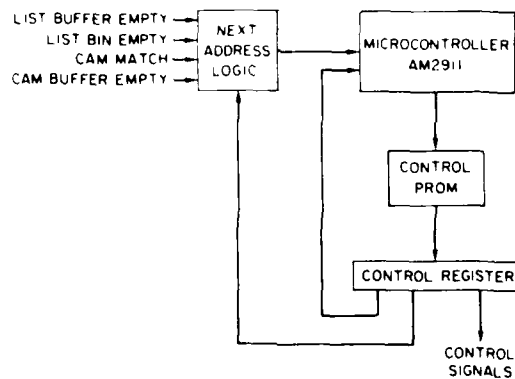 LIST BUFFER EMPTY
LIST BIN EMPTY
CAM MATCH
CAM BUFFER EMPTY
NEXT
ADDRESS
LOGIC
MICROCONTROLLER
AM2911
CONTROL
PROM
CONTROL REGISTER
CONTROL
SIGNALS